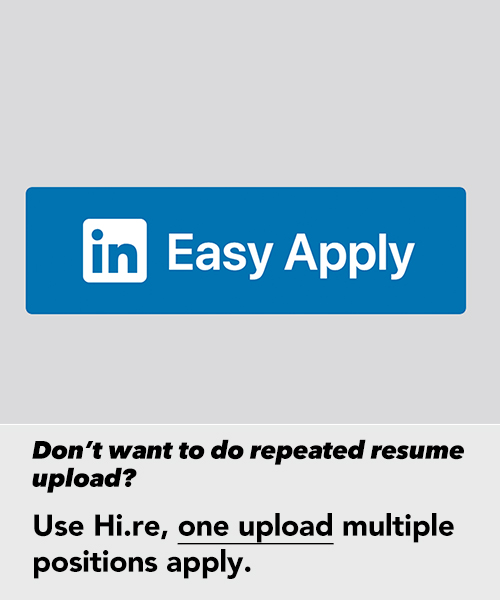 in Easy Apply
Don’t want to do repeated resume
upload?
Use Hi.re, one upload multiple
positions apply.